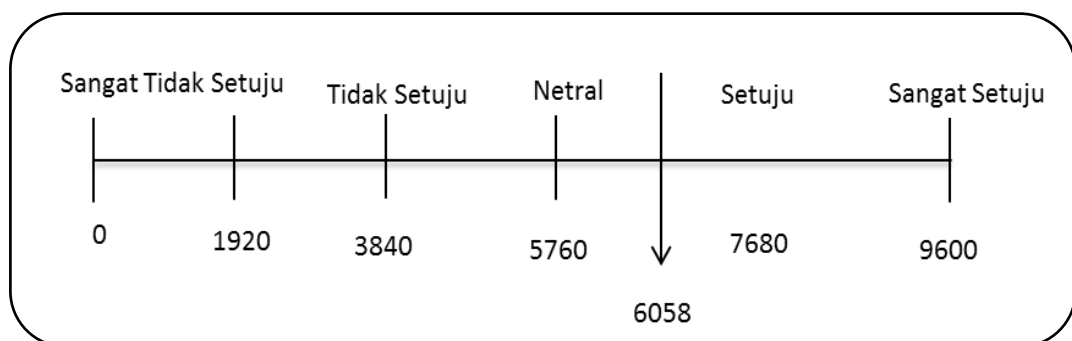 Sangat Tidak Setuju
Tidak Setuju
Netral
Setuju
Sangat Setuju
0
1920
3840
5760
7680
9600
6058